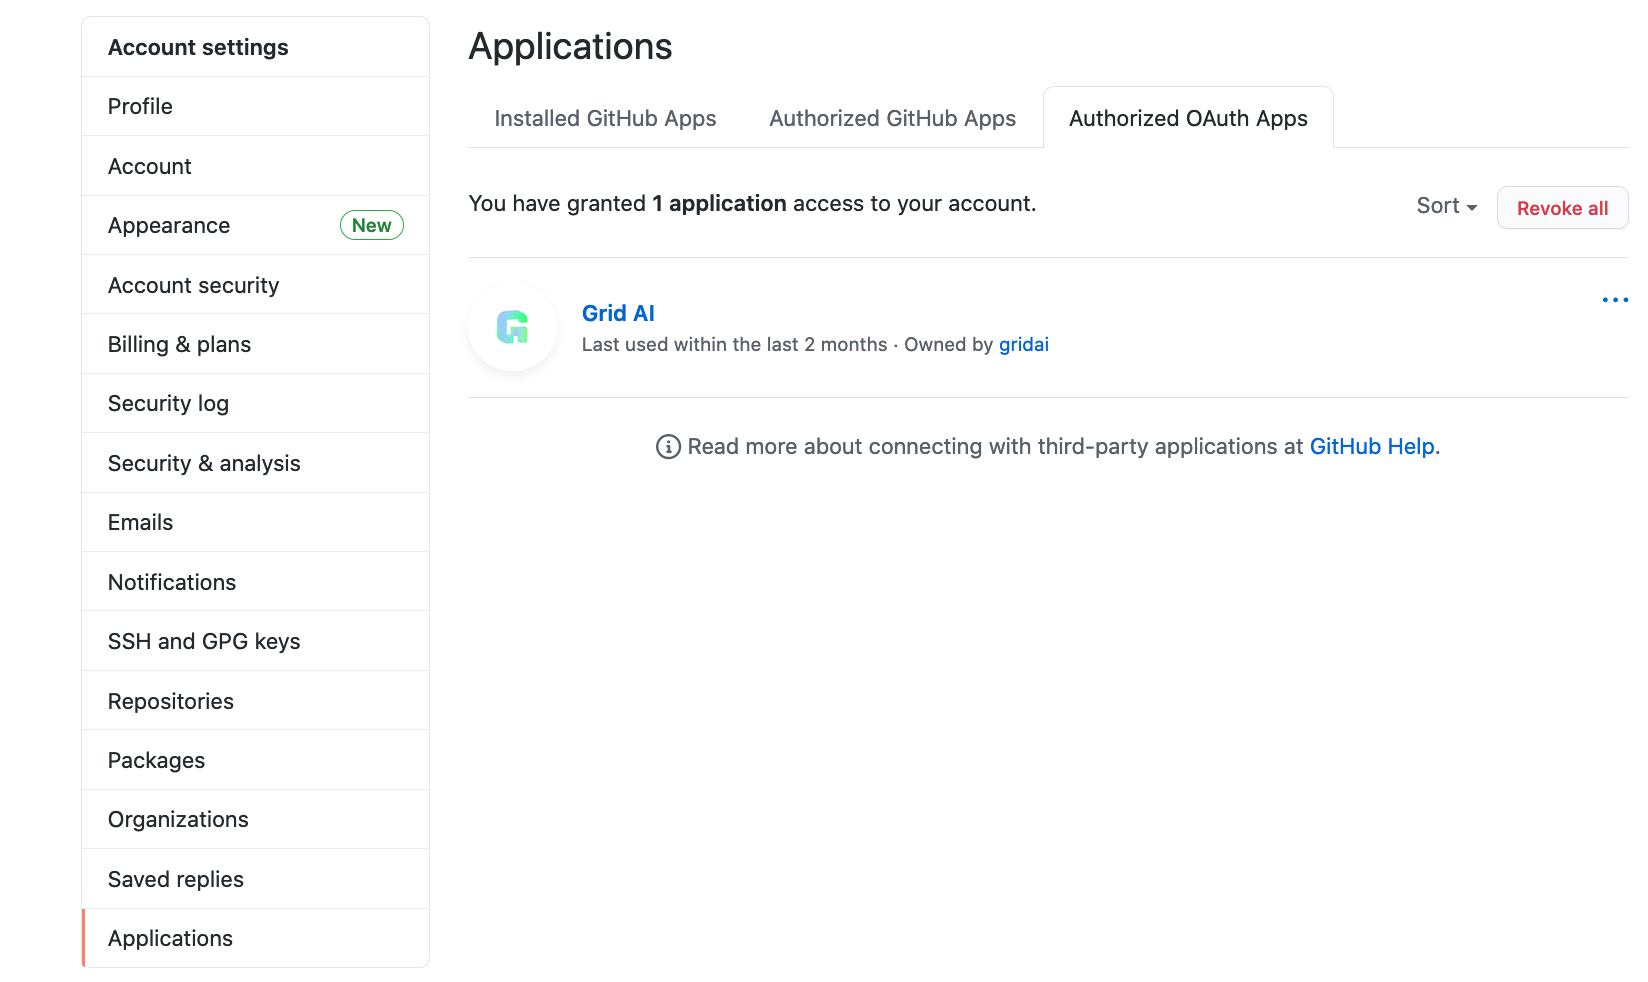 Account settings
Profile
Account
Appearance New
Account security
Billing & plans
Security log
Security & analysis
Emails
Notifications
SSH and GPG keys
Repositories
Packages
Organizations
Saved replies
Applications
Applications
Installed GitHub Apps Authorized GitHub Apps Authorized OAuth Apps
You have granted 1 application access to your account. Sort Revoke all
Grid AI
Last used within the last 2 months · Owned by gridai
Read more about connecting with third-party applications at GitHub Help.